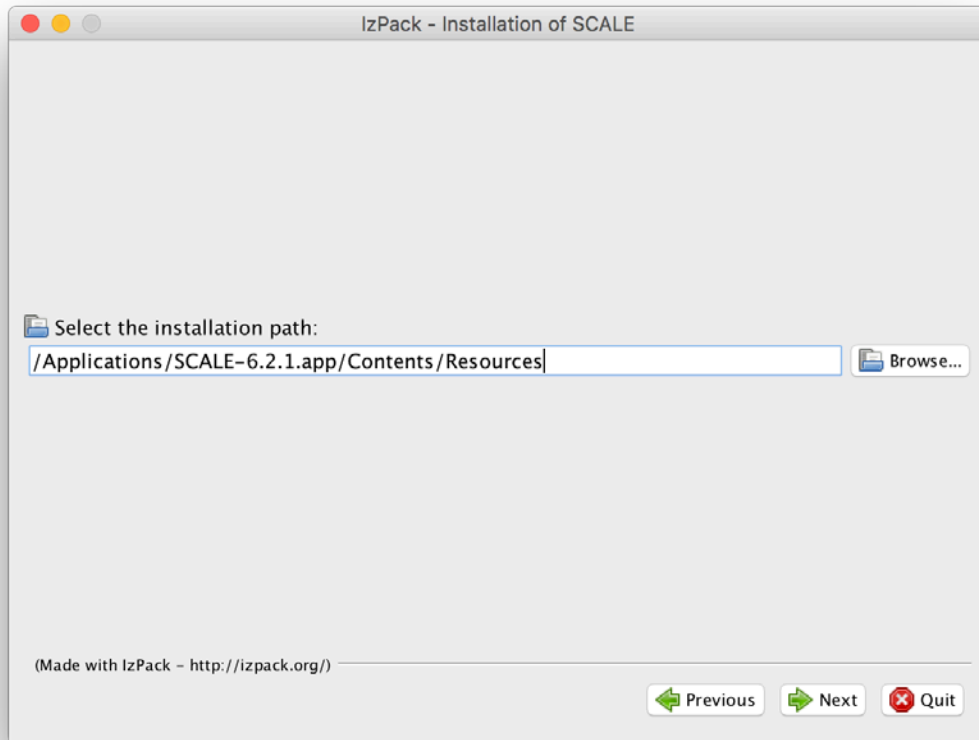 IzPack - Installation of SCALE
Select the installation path:
/Applications/SCALE-6.2.1.app/Contents/Resources
Browse...
(Made with IzPack - http://izpack.org/)
Previous
Next
Quit